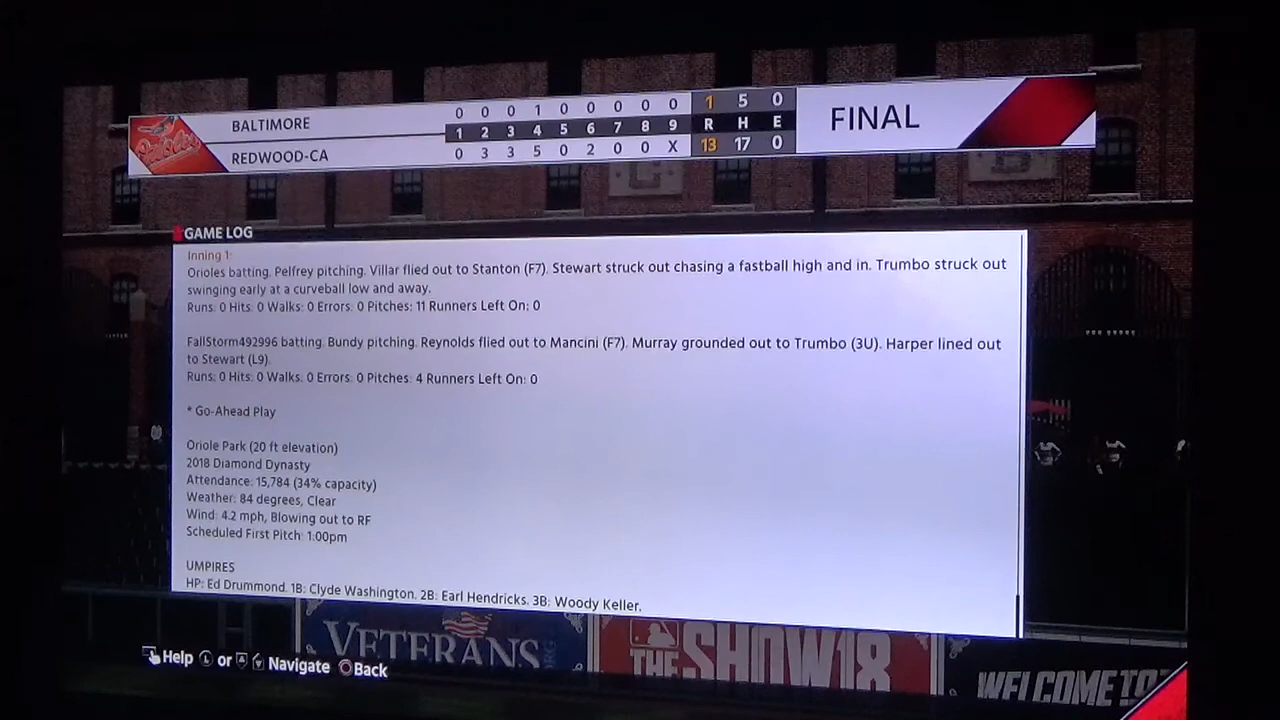 BALTIMORE 0 0 0 1 0 0 0 0 0 1 5 0
1 2 3 4 5 6 7 8 9 R H E
REDWOOD-CA 0 3 3 5 0 2 0 0 X 13 17 0
FINAL
Orioles
GAME LOG
Inning 1:
Orioles batting. Pelfrey pitching. Villar flied out to Stanton (F7). Stewart struck out chasing a fastball high and in. Trumbo struck out
swinging early at a curveball low and away.
Runs: 0 Hits: 0 Walks: 0 Errors: 0 Pitches: 11 Runners Left On: 0
FallStorm492996 batting. Bundy pitching. Reynolds flied out to Mancini (F7). Murray grounded out to Trumbo (3U). Harper lined out
to Stewart (L9).
Runs: 0 Hits: 0 Walks: 0 Errors: 0 Pitches: 4 Runners Left On: 0
* Go-Ahead Play
Oriole Park (20 ft elevation)
2018 Diamond Dynasty
Attendance: 15,784 (34% capacity)
Weather: 84 degrees, Clear
Wind: 4.2 mph, Blowing out to RF
Scheduled First Pitch: 1:00pm
UMPIRES
HP: Ed Drummond. 1B: Clyde Washington. 2B: Earl Hendricks. 3B: Woody Keller.
VETERANS.ORG
THE SHOW18
WELCOME TO
Help L or Navigate Back